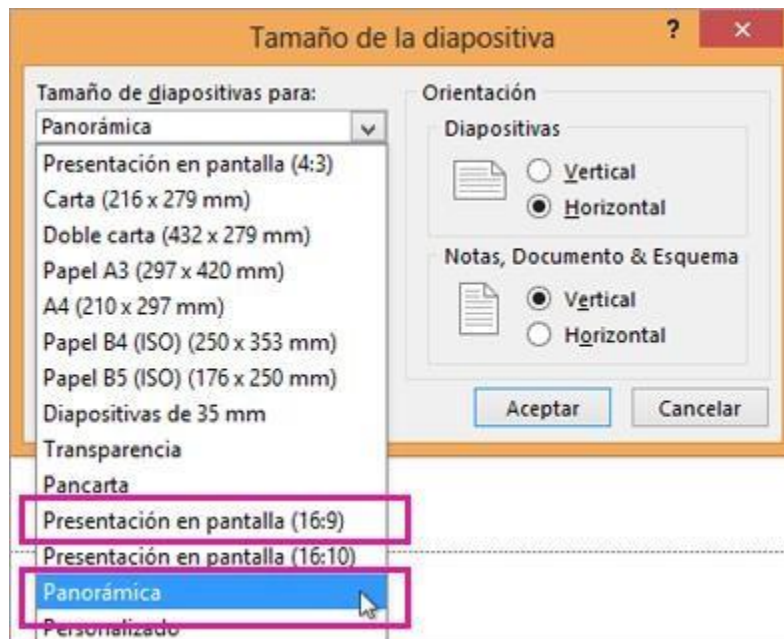 Tamaño de la diapositiva
?
Tamaño de diapositivas para:
Panorámica
Presentación en pantalla (4:3)
Carta (216 x 279 mm)
Doble carta (432 x 279 mm)
Papel A3 (297 x 420 mm)
A4 (210 x 297 mm)
Papel B4 (ISO) (250 x 353 mm)
Papel B5 (ISO) (176 x 250 mm)
Diapositivas de 35 mm
Transparencia
Pancarta
Presentación en pantalla (16:9)
Presentación en pantalla (16:10)
Panorámica
Personalizado
Orientación
Diapositivas
Vertical
Horizontal
Notas, Documento & Esquema
Vertical
Horizontal
Aceptar
Cancelar